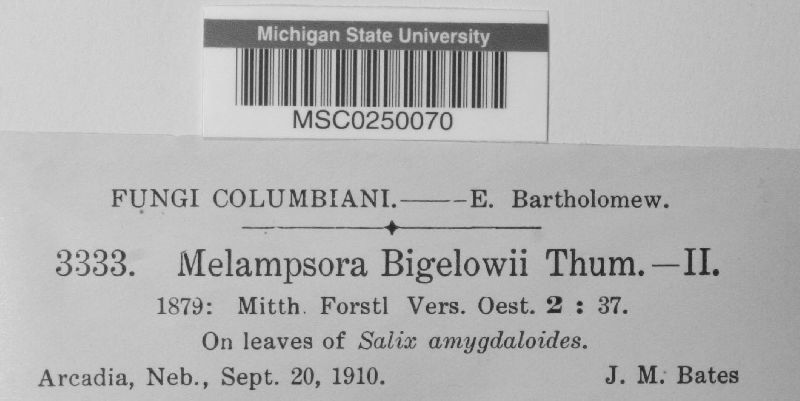 Michigan State University
MSC0250070
FUNGI COLUMBIANI.——-E. Bartholomew.
3333. Melampsora Bigelowii Thum.—II.
1879: Mitth. Forstl Vers. Oest. 2 : 37.
On leaves of Salix amygdaloides.
Arcadia, Neb., Sept. 20, 1910. J. M. Bates